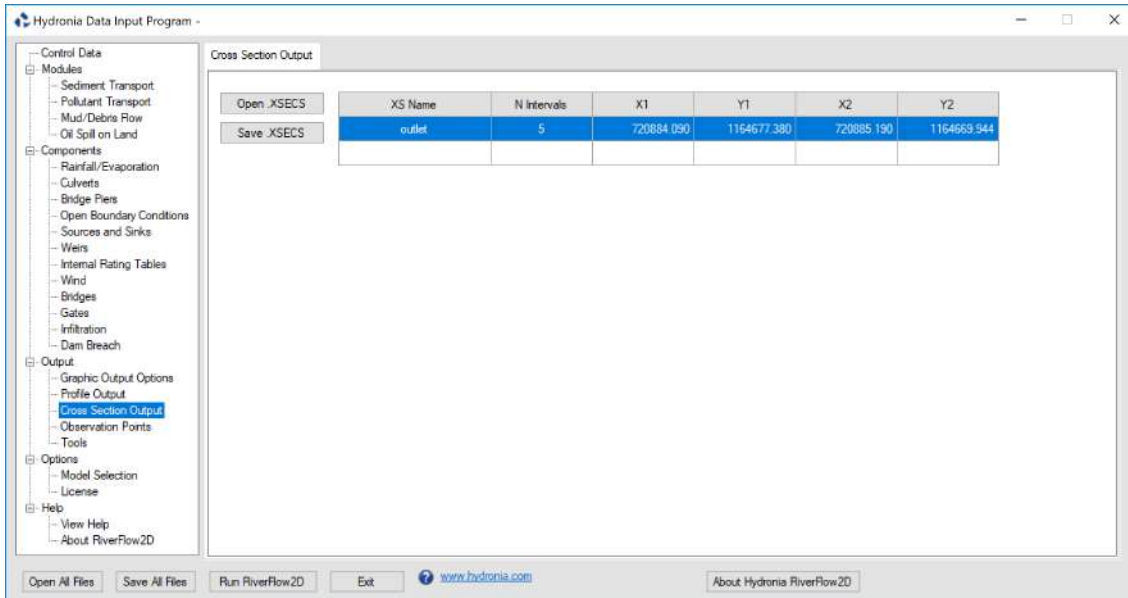 Hydronia Data Input Program -
Control Data
Modules
Sediment Transport
Pollutant Transport
Mud/Debris Flow
Oil Spill on Land
Components
Rainfall/Evaporation
Culverts
Bridge Piers
Open Boundary Conditions
Sources and Sinks
Weirs
Internal Rating Tables
Wind
Bridges
Gates
Infiltration
Dam Breach
Output
Graphic Output Options
Profile Output
Cross Section Output
Observation Points
Tools
Options
Model Selection
License
Help
View Help
About RiverFlow2D
Cross Section Output
Open .XSECS
Save .XSECS
XS Name N Intervals X1 Y1 X2 Y2
outlet 5 720884.090 1164677.380 720885.190 1164669.944
Open All Files Save All Files Run RiverFlow2D Exit ? www.hydronia.com About Hydronia RiverFlow2D